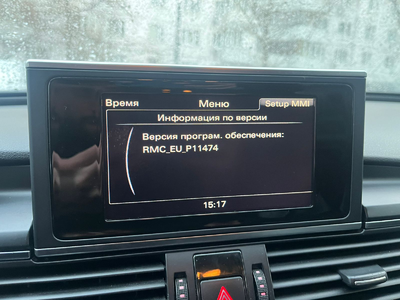 Время Меню Setup MMI
Информация по версии
Версия програм. обеспечения:
RMC_EU_P11474
15:17